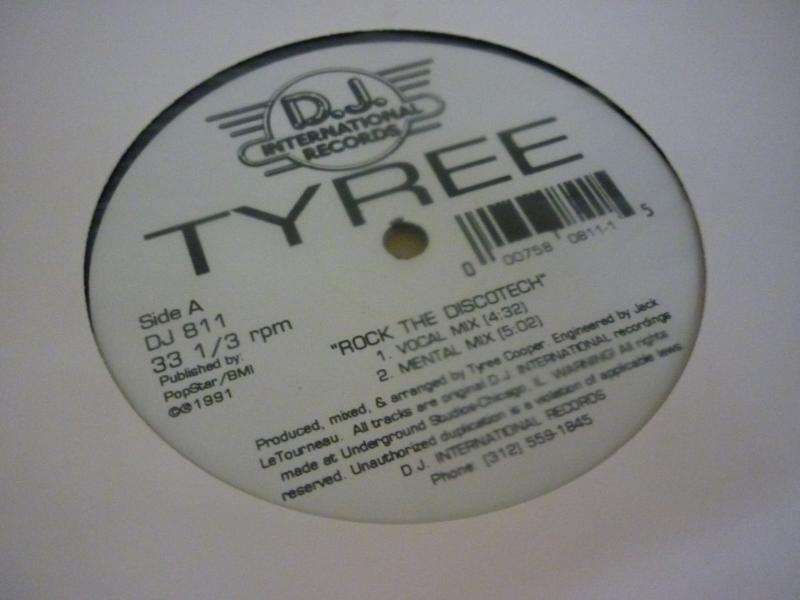 D.J.
INTERNATIONAL
RECORDS
TYREE
0 00758 0811-1 5
Side A
DJ 811
33 1/3 rpm
Published by:
PopStar/BMI
©℗1991
"ROCK THE DISCOTECH"
1. VOCAL MIX (4:32)
2. MENTAL MIX (5:02)
Produced, mixed, & arranged by Tyree Cooper. Engineered by Jack
LeTourneau. All tracks are original D.J. INTERNATIONAL recordings
made at Underground Studios-Chicago, IL. WARNING! All rights
reserved. Unauthorized duplication is a violation of applicable laws.
D.J. INTERNATIONAL RECORDS
Phone: (312) 559-1845